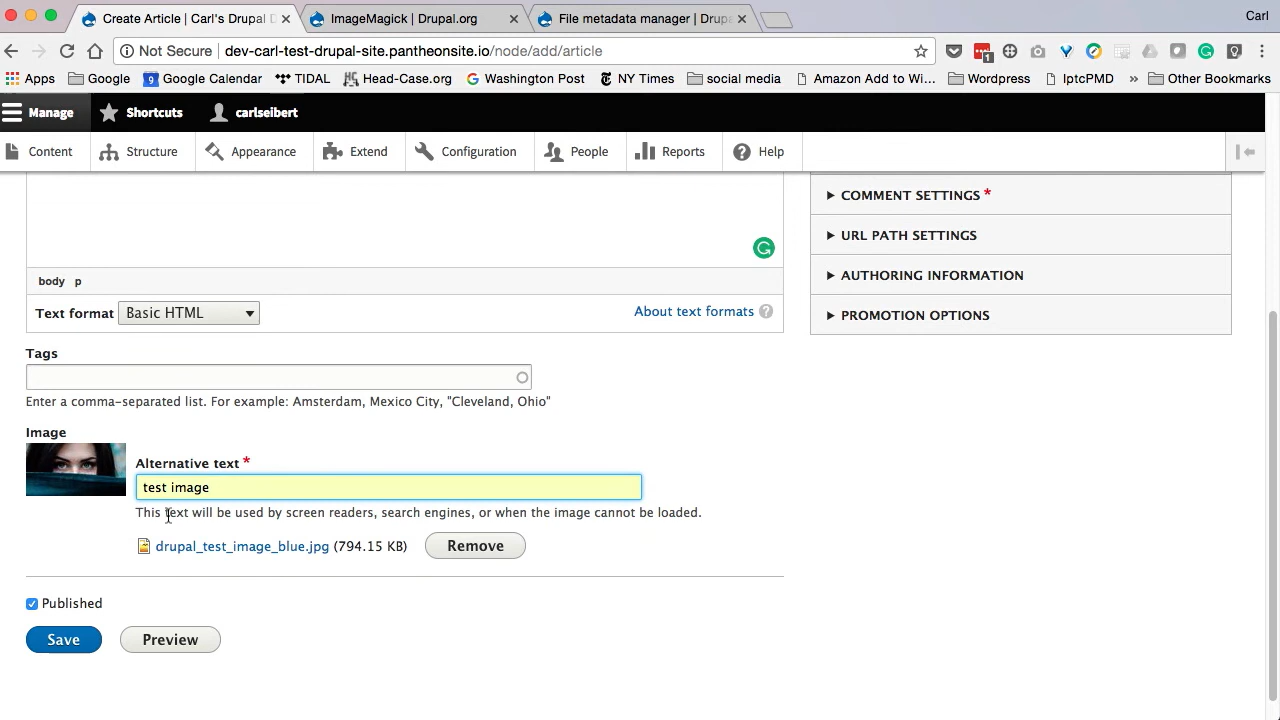 Create Article | Carl's Drupal D
ImageMagick | Drupal.org
File metadata manager | Drupa
Carl
Not Secure
dev-carl-test-drupal-site.pantheonsite.io/node/add/article
1
Apps
Google
9 Google Calendar
TIDAL
Head-Case.org
Washington Post
NY Times
social media
Amazon Add to Wi...
Wordpress
IptcPMD
»
Other Bookmarks
Manage
Shortcuts
carlseibert
Content
Structure
Appearance
Extend
Configuration
People
Reports
Help
COMMENT SETTINGS *
URL PATH SETTINGS
AUTHORING INFORMATION
PROMOTION OPTIONS
body p
Text format Basic HTML
About text formats ?
Tags
Enter a comma-separated list. For example: Amsterdam, Mexico City, "Cleveland, Ohio"
Image
Alternative text *
test image
This text will be used by screen readers, search engines, or when the image cannot be loaded.
drupal_test_image_blue.jpg (794.15 KB)
Remove
Published
Save
Preview